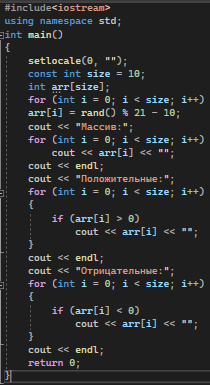 #include<iostream>
using namespace std;
int main()
{
setlocale(0, "");
const int size = 10;
int arr[size];
for (int i = 0; i < size; i++)
arr[i] = rand() % 21 - 10;
cout << "Массив:";
for (int i = 0; i < size; i++)
cout << arr[i] << "";
cout << endl;
cout << "Положительные:";
for (int i = 0; i < size; i++)
{
if (arr[i] > 0)
cout << arr[i] << "";
}
cout << endl;
cout << "Отрицательные:";
for (int i = 0; i < size; i++)
{
if (arr[i] < 0)
cout << arr[i] << "";
}
cout << endl;
return 0;
}